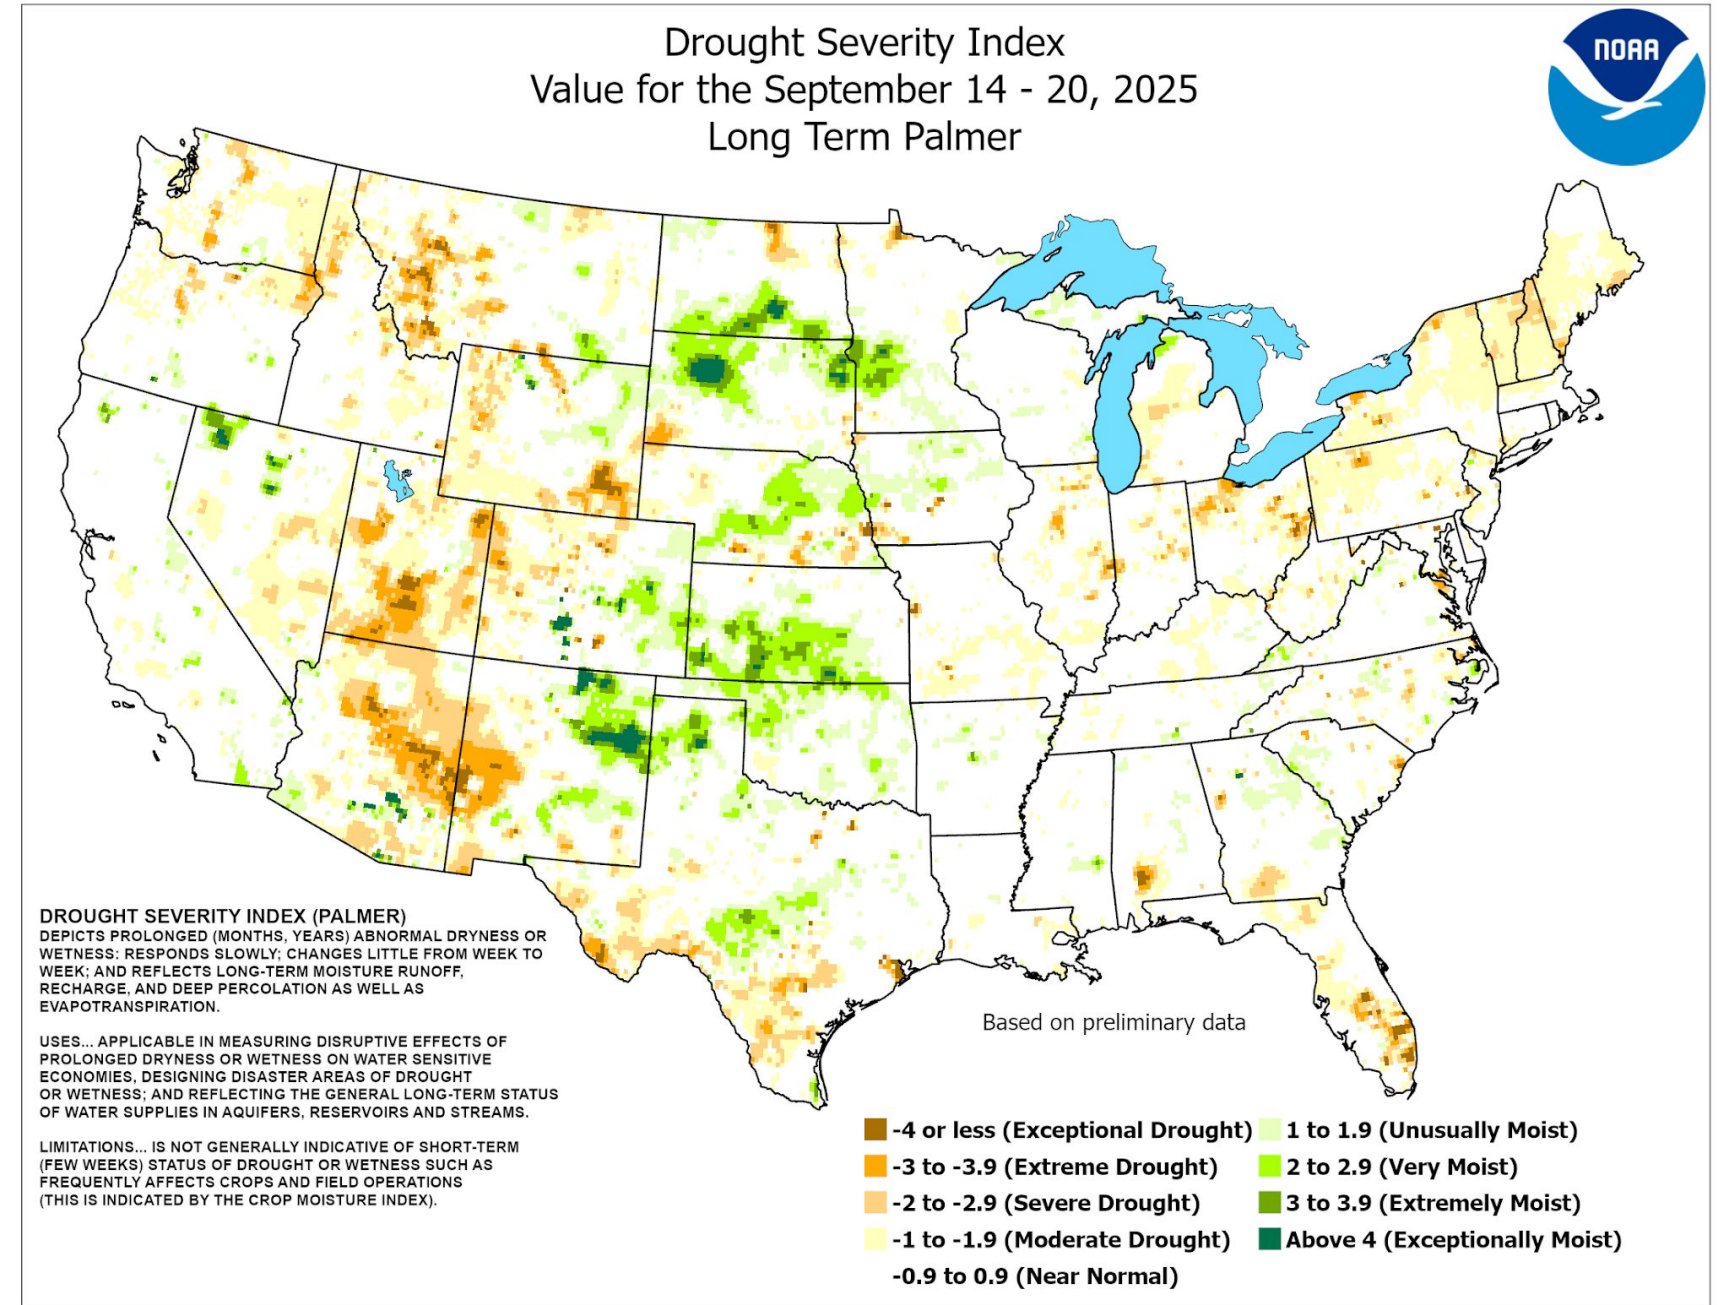 Drought Severity Index
Value for the September 14 - 20, 2025
Long Term Palmer
NOAA
DROUGHT SEVERITY INDEX (PALMER)
DEPICTS PROLONGED (MONTHS, YEARS) ABNORMAL DRYNESS OR
WETNESS: RESPONDS SLOWLY; CHANGES LITTLE FROM WEEK TO
WEEK; AND REFLECTS LONG-TERM MOISTURE RUNOFF,
RECHARGE, AND DEEP PERCOLATION AS WELL AS
EVAPOTRANSPIRATION.
USES... APPLICABLE IN MEASURING DISRUPTIVE EFFECTS OF
PROLONGED DRYNESS OR WETNESS ON WATER SENSITIVE
ECONOMIES, DESIGNING DISASTER AREAS OF DROUGHT
OR WETNESS; AND REFLECTING THE GENERAL LONG-TERM STATUS
OF WATER SUPPLIES IN AQUIFERS, RESERVOIRS AND STREAMS.
LIMITATIONS... IS NOT GENERALLY INDICATIVE OF SHORT-TERM
(FEW WEEKS) STATUS OF DROUGHT OR WETNESS SUCH AS
FREQUENTLY AFFECTS CROPS AND FIELD OPERATIONS
(THIS IS INDICATED BY THE CROP MOISTURE INDEX).
Based on preliminary data
-4 or less (Exceptional Drought)
-3 to -3.9 (Extreme Drought)
-2 to -2.9 (Severe Drought)
-1 to -1.9 (Moderate Drought)
-0.9 to 0.9 (Near Normal)
1 to 1.9 (Unusually Moist)
2 to 2.9 (Very Moist)
3 to 3.9 (Extremely Moist)
Above 4 (Exceptionally Moist)